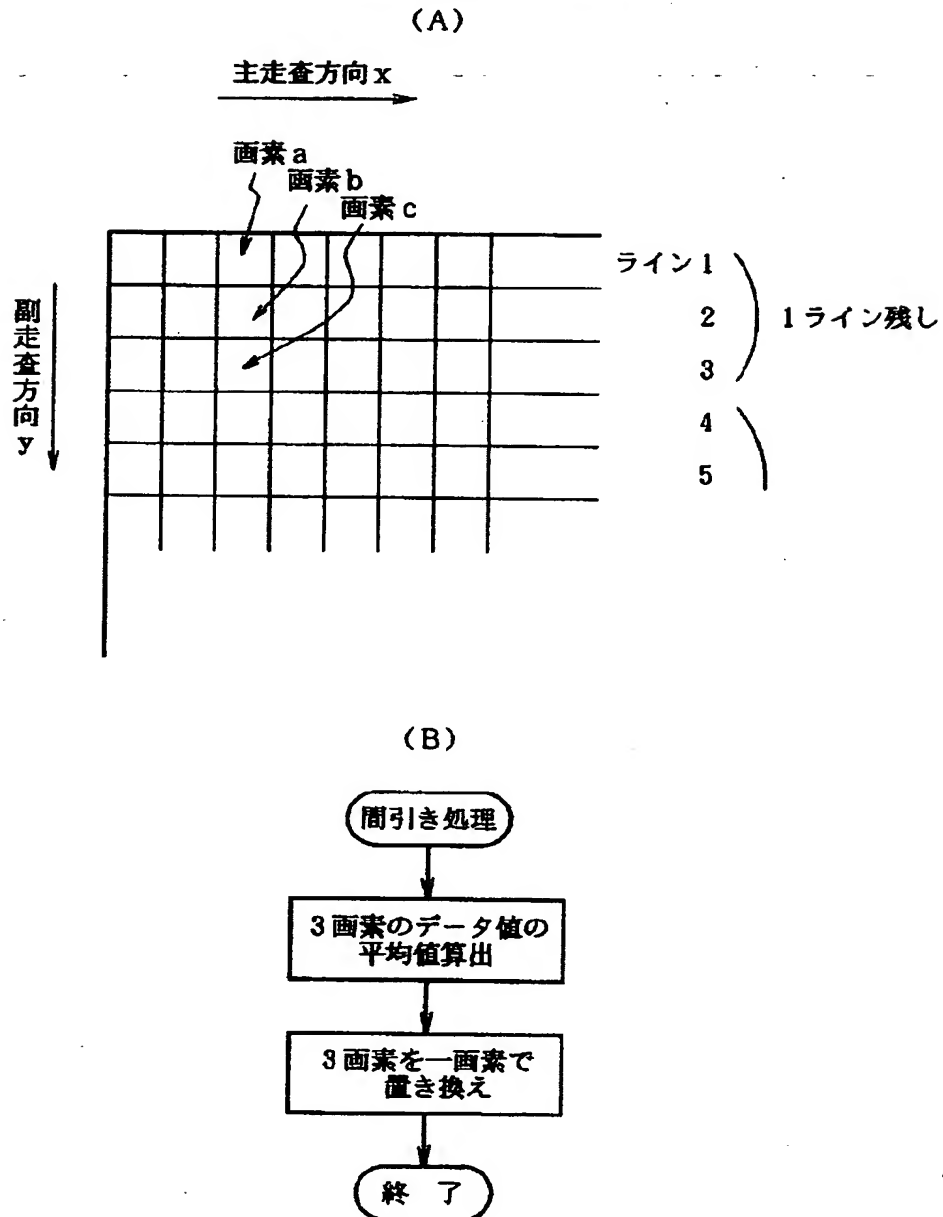 (A)
主走査方向x
画素a
画素b
画素c
副走査方向y
ライン1
2
3
4
5
1ライン残し
(B)
間引き処理
3画素のデータ値の
平均値算出
3画素を一画素で
置き換え
終 了